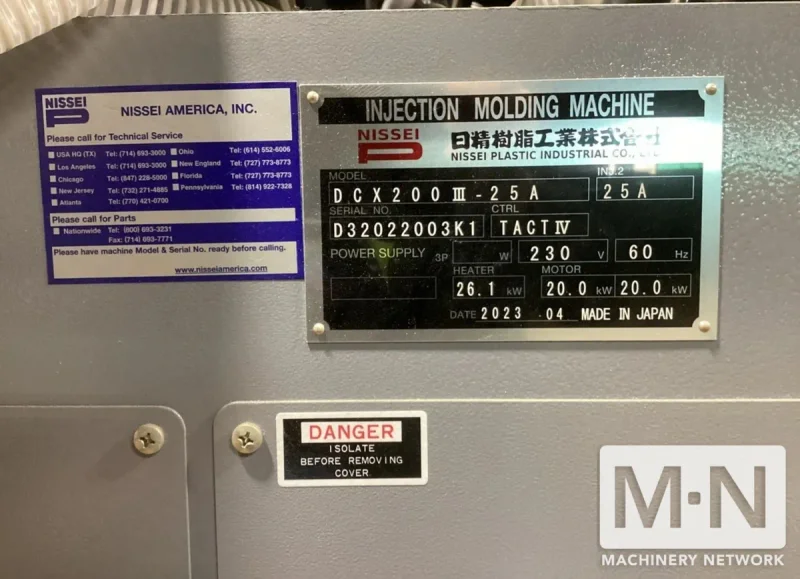 NISSEI
P
NISSEI AMERICA, INC.
Please call for Technical Service
USA HQ (TX) Tel: (714) 693-3000 Ohio Tel: (614) 552-6006
Los Angeles Tel: (714) 693-3000 New England Tel: (727) 773-8773
Chicago Tel: (847) 228-5000 Florida Tel: (727) 773-8773
New Jersey Tel: (732) 271-4885 Pennsylvania Tel: (814) 922-7328
Atlanta Tel: (770) 421-0700
Please call for Parts
Nationwide Tel: (800) 693-3231
Fax: (714) 693-7771
Please have machine Model & Serial No. ready before calling.
www.nisseiamerica.com
INJECTION MOLDING MACHINE
NISSEI
P
日精樹脂工業株式会社
NISSEI PLASTIC INDUSTRIAL CO., LTD.
MODEL INJ.2
DCX200Ⅲ-25A 25A
SERIAL NO. CTRL
D32022003K1 TACTⅣ
POWER SUPPLY 3P W 230 V 60 Hz
HEATER MOTOR
26.1 kW 20.0 kW 20.0 kW
DATE 2023 .04 MADE IN JAPAN
DANGER
ISOLATE
BEFORE REMOVING
COVER
M·N
MACHINERY NETWORK